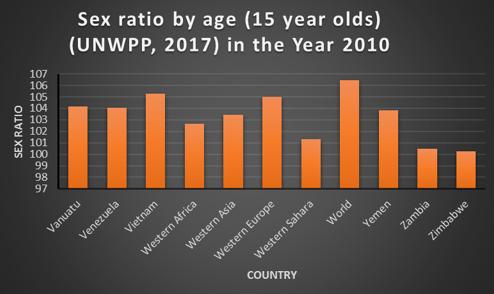 Sex ratio by age (15 year olds)
(UNWPP, 2017) in the Year 2010
107
106
105
104
103
102
101
100
99
98
97
SEX RATIO
Vanuatu
Venezuela
Vietnam
Western Africa
Western Asia
Western Europe
Western Sahara
World
Yemen
Zambia
Zimbabwe
COUNTRY